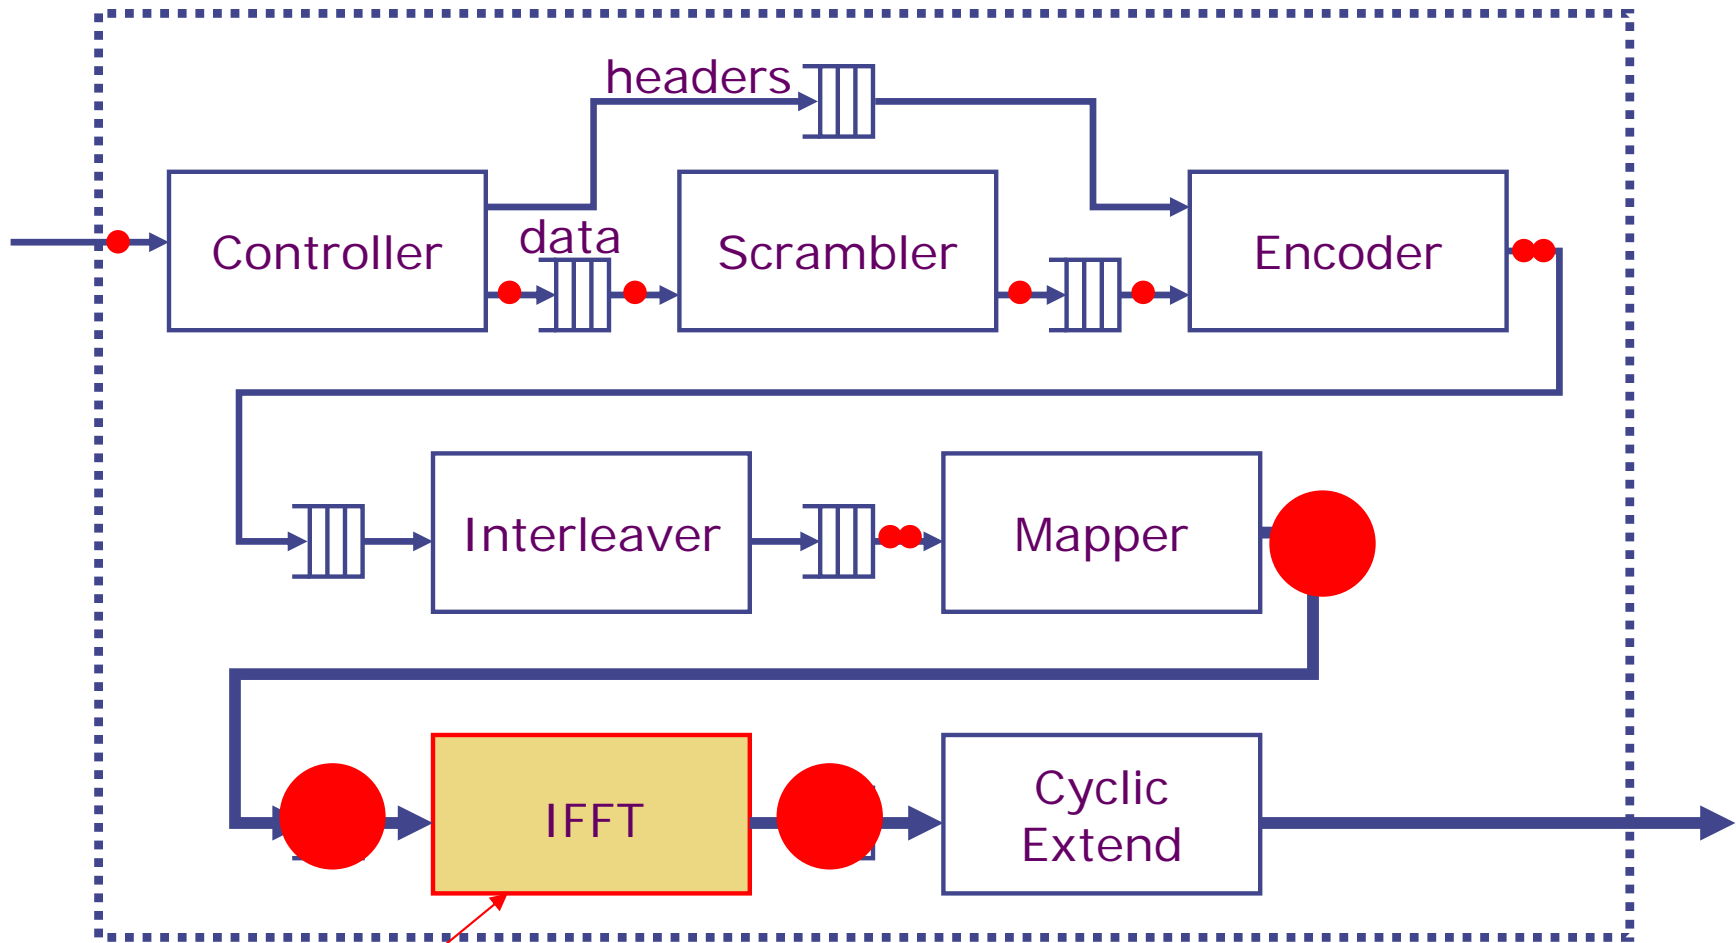 headers
Controller
data
Scrambler
Encoder
Interleaver
Mapper
IFFT
Cyclic
Extend